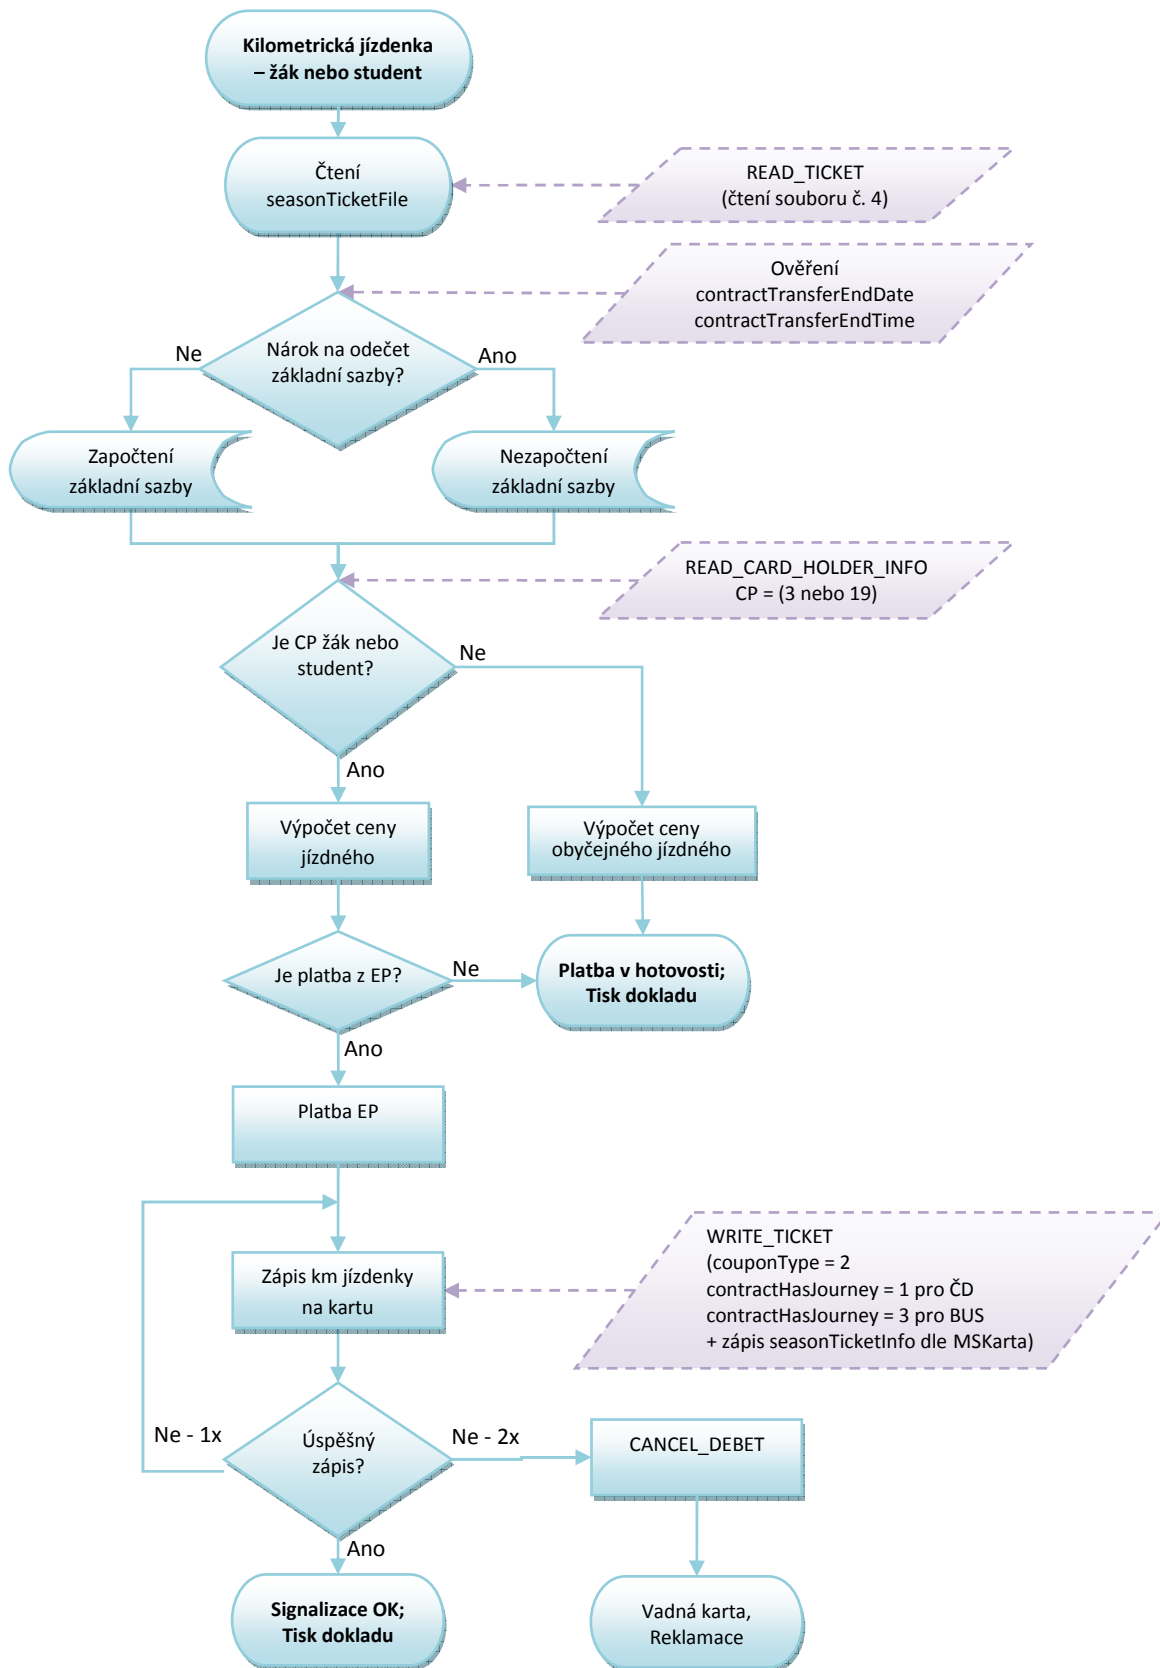 Kilometrická jízdenka
– žák nebo student
Čtení
seasonTicketFile
READ_TICKET
(čtení souboru č. 4)
Ověření
contractTransferEndDate
contractTransferEndTime
Ne
Nárok na odečet
základní sazby?
Ano
Započtení
základní sazby
Nezapočtení
základní sazby
READ_CARD_HOLDER_INFO
CP = (3 nebo 19)
Je CP žák nebo
student?
Ne
Ano
Výpočet ceny
jízdného
Výpočet ceny
obyčejného jízdného
Je platba z EP?
Ne
Platba v hotovosti;
Tisk dokladu
Ano
Platba EP
WRITE_TICKET
(couponType = 2
contractHasJourney = 1 pro ČD
contractHasJourney = 3 pro BUS
+ zápis seasonTicketInfo dle MSKarta)
Zápis km jízdenky
na kartu
Ne - 1x
Úspěšný
zápis?
Ne - 2x
CANCEL_DEBET
Ano
Signalizace OK;
Tisk dokladu
Vadná karta,
Reklamace